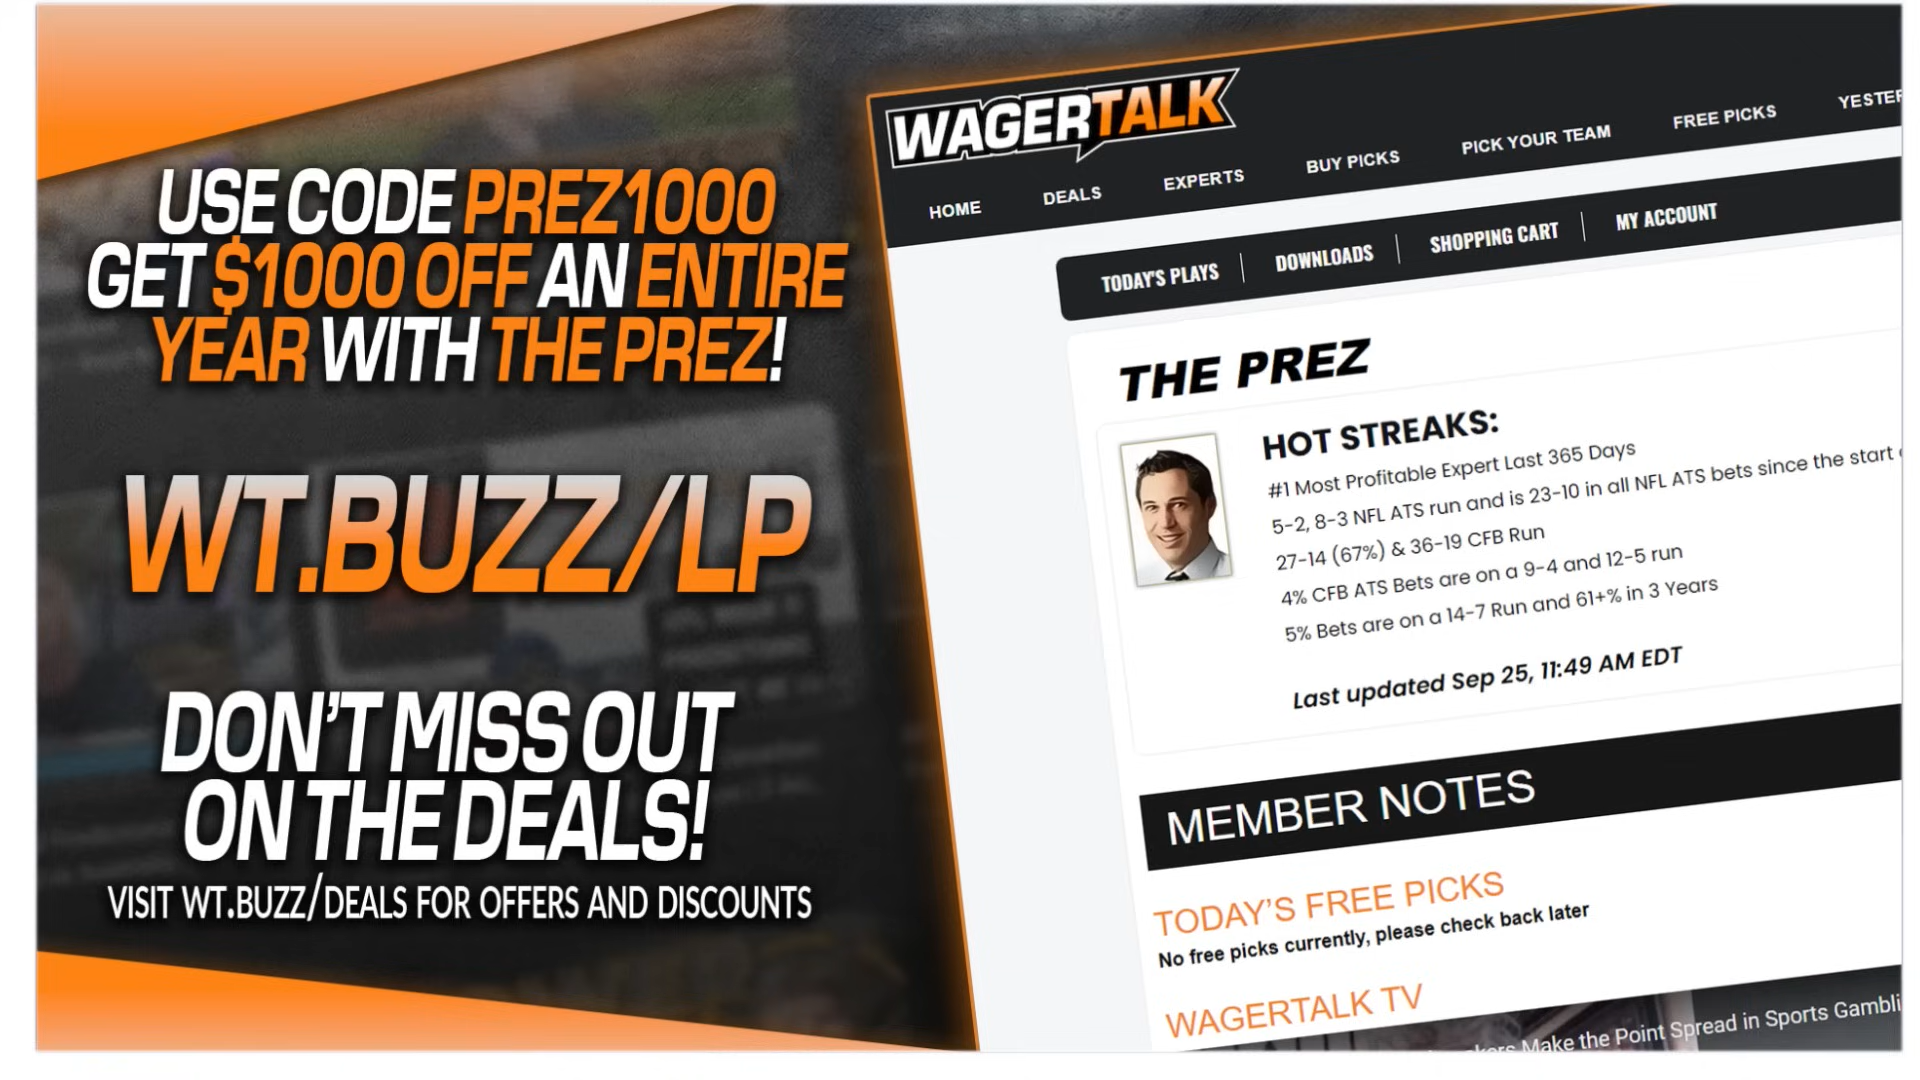 USE CODE PREZ1000
GET $1000 OFF AN ENTIRE
YEAR WITH THE PREZ!
WT.BUZZ/LP
DON'T MISS OUT
ON THE DEALS!
VISIT WT.BUZZ/DEALS FOR OFFERS AND DISCOUNTS
WAGERTALK
HOME DEALS EXPERTS BUY PICKS PICK YOUR TEAM FREE PICKS
TODAY'S PLAYS DOWNLOADS SHOPPING CART MY ACCOUNT
THE PREZ
HOT STREAKS:
#1 Most Profitable Expert Last 365 Days
5-2, 8-3 NFL ATS run and is 23-10 in all NFL ATS bets since the start
27-14 (67%) & 36-19 CFB Run
4% CFB ATS Bets are on a 9-4 and 12-5 run
5% Bets are on a 14-7 Run and 61+% in 3 Years
Last updated Sep 25, 11:49 AM EDT
MEMBER NOTES
TODAY'S FREE PICKS
No free picks currently, please check back later
WAGERTALK TV
Make the Point Spread in Sports